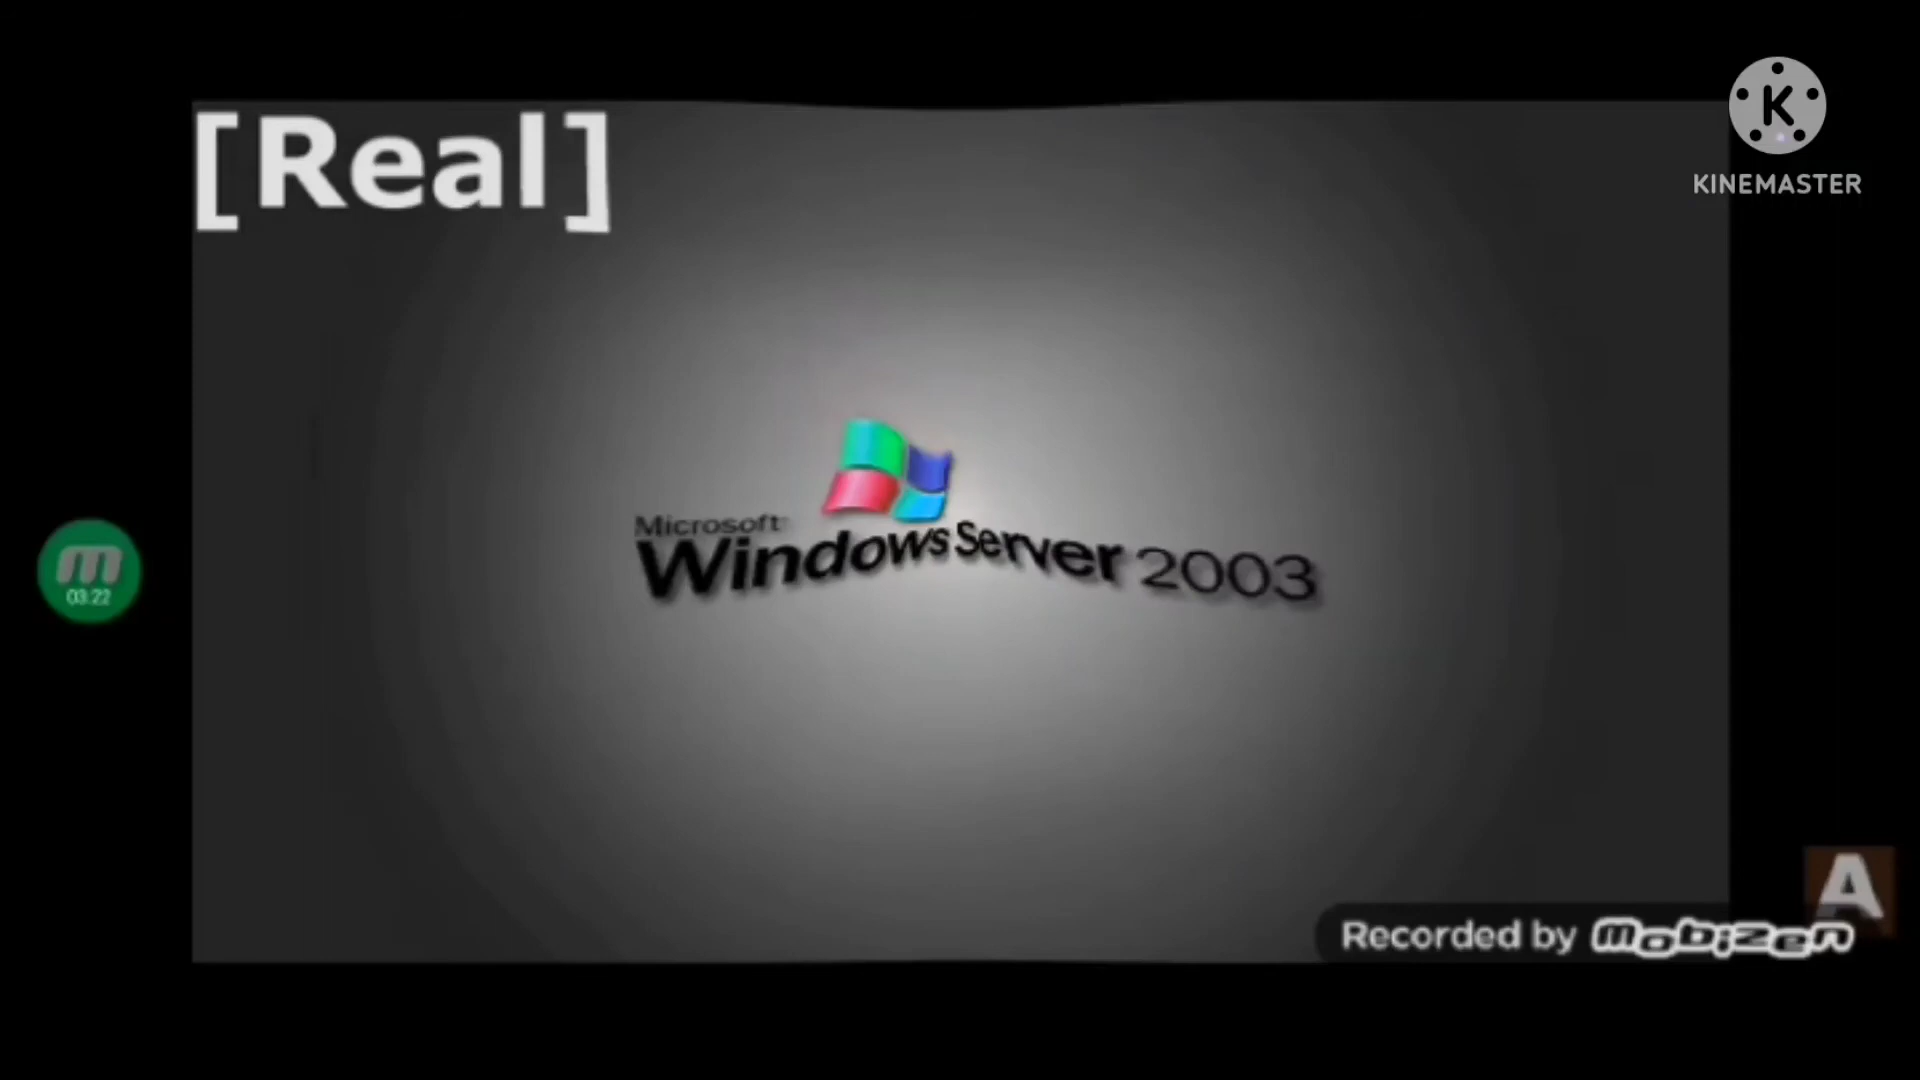 [Real]
K
KINEMASTER
Microsoft
Windows Server 2003
m
03:22
A
Recorded by mobizen